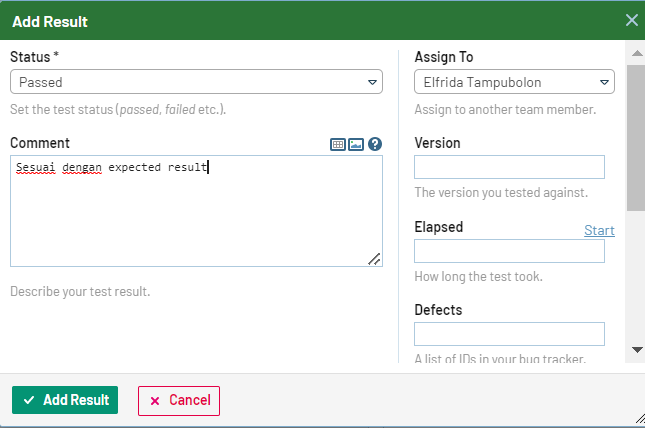 Add Result
Status *
Passed
Set the test status (passed, failed etc.).
Comment
Sesuai dengan expected result
Describe your test result.
Assign To
Elfrida Tampubolon
Assign to another team member.
Version
The version you tested against.
Elapsed
Start
How long the test took.
Defects
A list of IDs in your bug tracker.
Add Result
Cancel